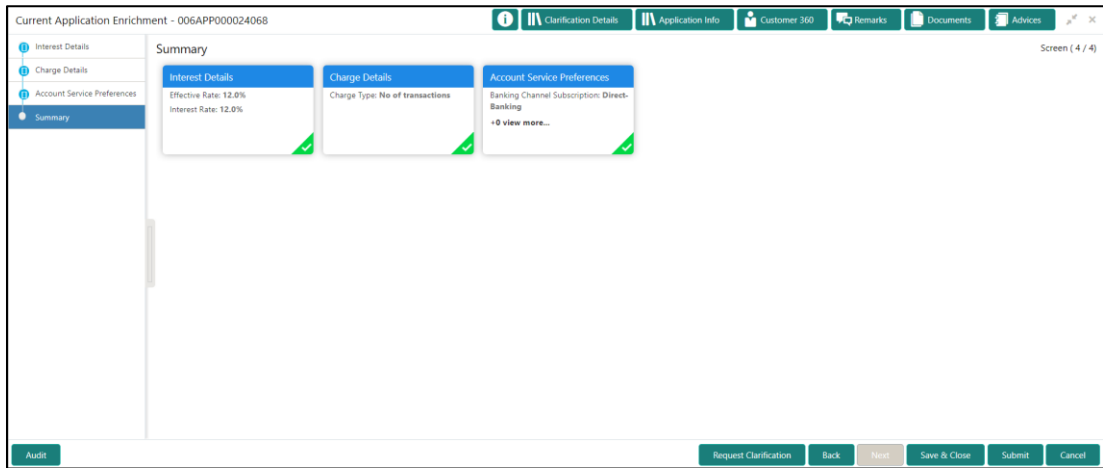 Current Application Enrichment - 006APP000024068
Clarification Details
Application Info
Customer 360
Remarks
Documents
Advices
Interest Details
Charge Details
Account Service Preferences
Summary
Summary
Screen ( 4 / 4)
Interest Details
Effective Rate: 12.0%
Interest Rate: 12.0%
Charge Details
Charge Type: No of transactions
Account Service Preferences
Banking Channel Subscription: Direct-
Banking
+0 view more...
Audit
Request Clarification
Back
Next
Save & Close
Submit
Cancel